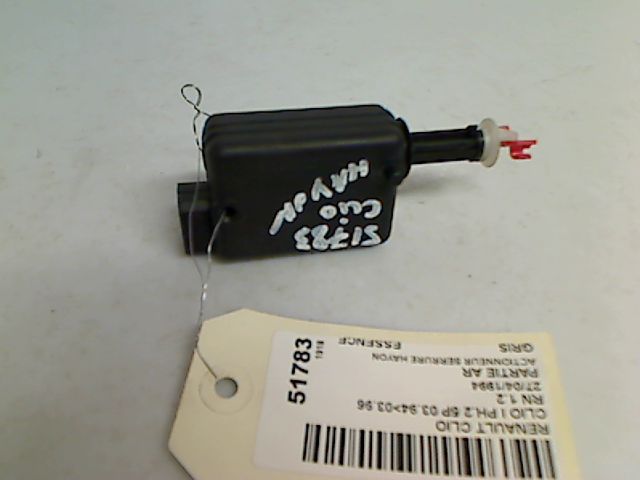 51783
CLIO
HAYON
RENAULT CLIO
CLIO I PH.2 5P 03.94>03.96
RN 1.2
27/04/1994
PARTIE AR
ACTIONNEUR SERRURE HAYON
GRIS
ESSENCE
51783
1919